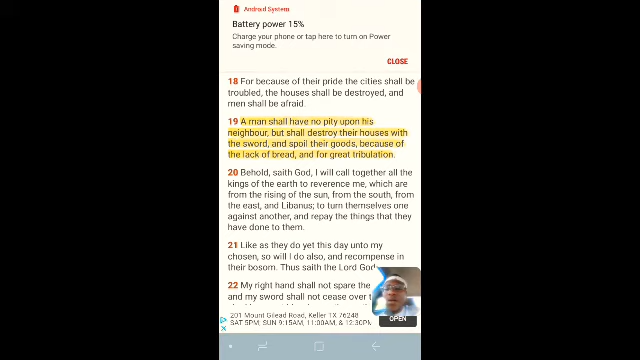 Android System
Battery power 15%
Charge your phone or tap here to turn on Power
saving mode.
CLOSE
18 For because of their pride the cities shall be
troubled, the houses shall be destroyed, and
men shall be afraid.
19 A man shall have no pity upon his
neighbour, but shall destroy their houses with
the sword, and spoil their goods, because of
the lack of bread, and for great tribulation.
20 Behold, saith God, I will call together all the
kings of the earth to reverence me, which are
from the rising of the sun, from the south, from
the east, and Libanus; to turn themselves one
against another, and repay the things that they
have done to them.
21 Like as they do yet this day unto my
chosen, so will I do also, and recompense in
their bosom. Thus saith the Lord God
22 My right hand shall not spare the
and my sword shall not cease over
201 Mount Gilead Road, Keller TX 76248
SAT 5PM, SUN 9:15AM, 11:00AM, & 12:30PM
OPEN